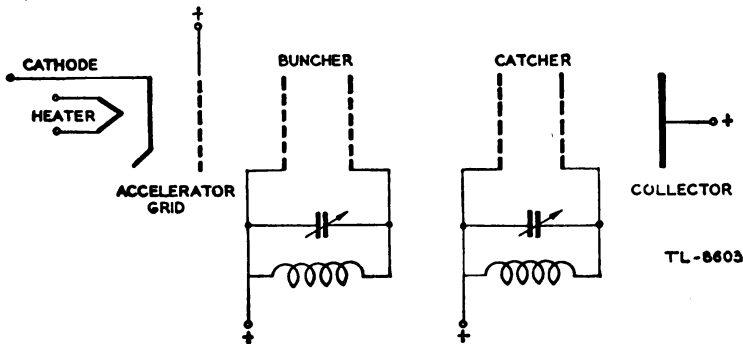 +
CATHODE
BUNCHER
CATCHER
HEATER
+
ACCELERATOR
GRID
COLLECTOR
TL-8603
+
+